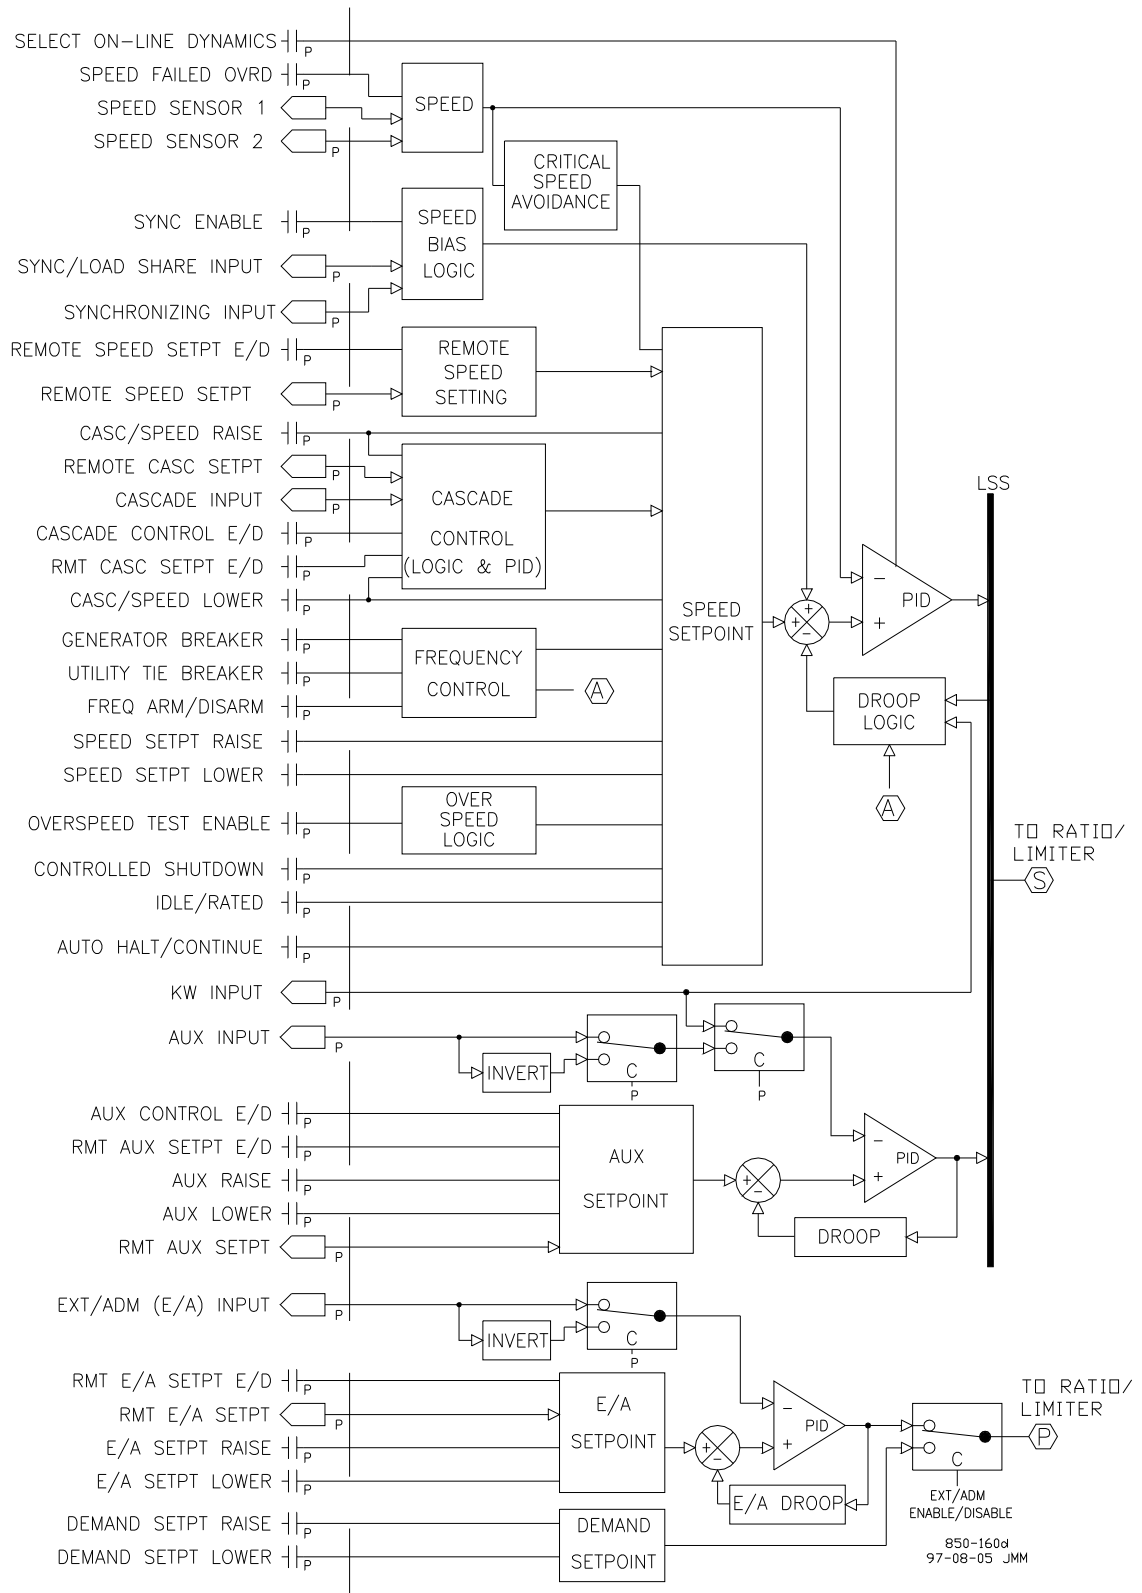 SELECT ON-LINE DYNAMICS
P
SPEED FAILED OVRD
P
SPEED SENSOR 1
SPEED SENSOR 2
P
SPEED
CRITICAL
SPEED
AVOIDANCE
SYNC ENABLE
P
SYNC/LOAD SHARE INPUT
P
SYNCHRONIZING INPUT
P
SPEED
BIAS
LOGIC
REMOTE SPEED SETPT E/D
P
REMOTE SPEED SETPT
P
REMOTE
SPEED
SETTING
CASC/SPEED RAISE
P
REMOTE CASC SETPT
P
CASCADE INPUT
P
CASCADE CONTROL E/D
P
RMT CASC SETPT E/D
P
CASC/SPEED LOWER
P
CASCADE
CONTROL
(LOGIC & PID)
GENERATOR BREAKER
P
UTILITY TIE BREAKER
P
FREQ ARM/DISARM
P
FREQUENCY
CONTROL
A
SPEED SETPT RAISE
P
SPEED SETPT LOWER
P
OVERSPEED TEST ENABLE
P
OVER
SPEED
LOGIC
CONTROLLED SHUTDOWN
P
IDLE/RATED
P
AUTO HALT/CONTINUE
P
SPEED
SETPOINT
+
+
−
−
+
PID
LSS
DROOP
LOGIC
A
TO RATIO/
LIMITER
S
KW INPUT
P
AUX INPUT
P
INVERT
C
P
C
P
AUX CONTROL E/D
P
RMT AUX SETPT E/D
P
AUX RAISE
P
AUX LOWER
P
RMT AUX SETPT
P
AUX
SETPOINT
+
−
−
+
PID
DROOP
EXT/ADM (E/A) INPUT
P
INVERT
C
P
RMT E/A SETPT E/D
P
RMT E/A SETPT
P
E/A SETPT RAISE
P
E/A SETPT LOWER
P
E/A
SETPOINT
+
−
−
+
PID
E/A DROOP
DEMAND SETPT RAISE
P
DEMAND SETPT LOWER
P
DEMAND
SETPOINT
C
EXT/ADM
ENABLE/DISABLE
TO RATIO/
LIMITER
P
850-160d
97-08-05 JMM